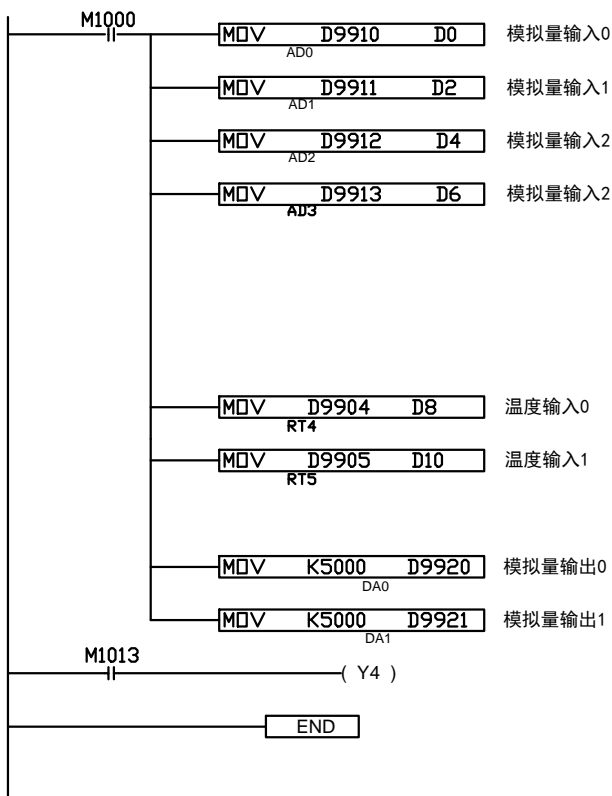 M1000
MOV D9910 D0 模拟量输入0
AD0
MOV D9911 D2 模拟量输入1
AD1
MOV D9912 D4 模拟量输入2
AD2
MOV D9913 D6 模拟量输入2
AD3
MOV D9904 D8 温度输入0
RT4
MOV D9905 D10 温度输入1
RT5
MOV K5000 D9920 模拟量输出0
DA0
MOV K5000 D9921 模拟量输出1
DA1
M1013
( Y4 )
END